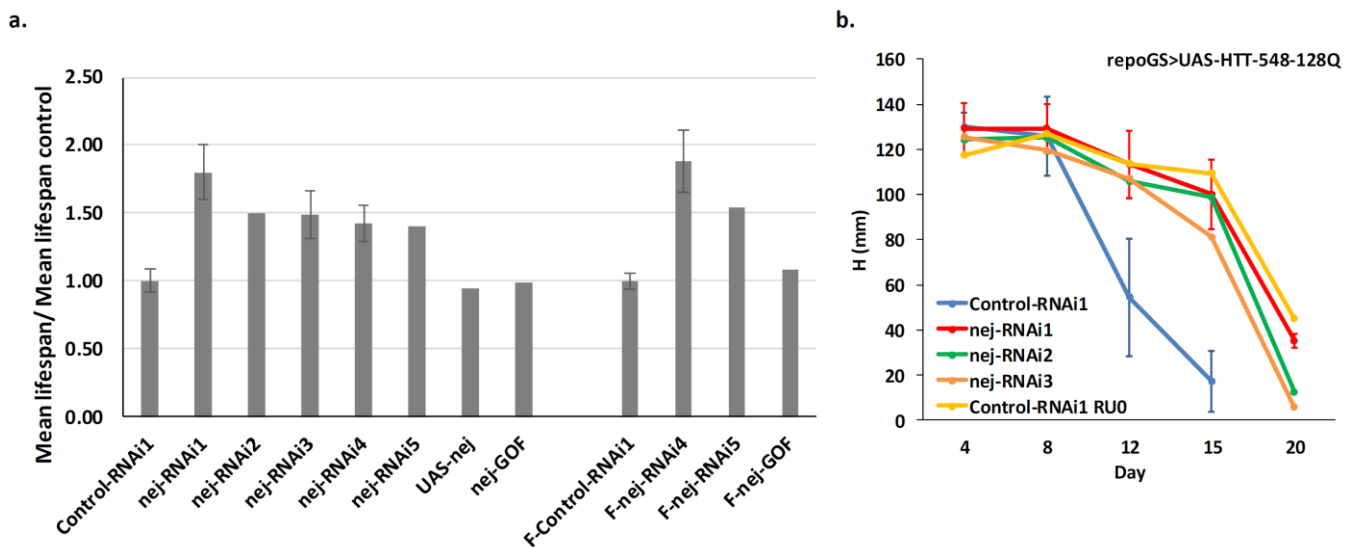 a.
Mean lifespan/ Mean lifespan control
2.50
2.00
1.50
1.00
0.50
0.00
Control-RNAi1
nej-RNAi1
nej-RNAi2
nej-RNAi3
nej-RNAi4
nej-RNAi5
UAS-nej
nej-GOF
F-Control-RNAi1
F-nej-RNAi4
F-nej-RNAi5
F-nej-GOF
b.
repoGS>UAS-HTT-548-128Q
H (mm)
160
140
120
100
80
60
40
20
0
Control-RNAi1
nej-RNAi1
nej-RNAi2
nej-RNAi3
Control-RNAi1 RU0
4 8 12 15 20
Day